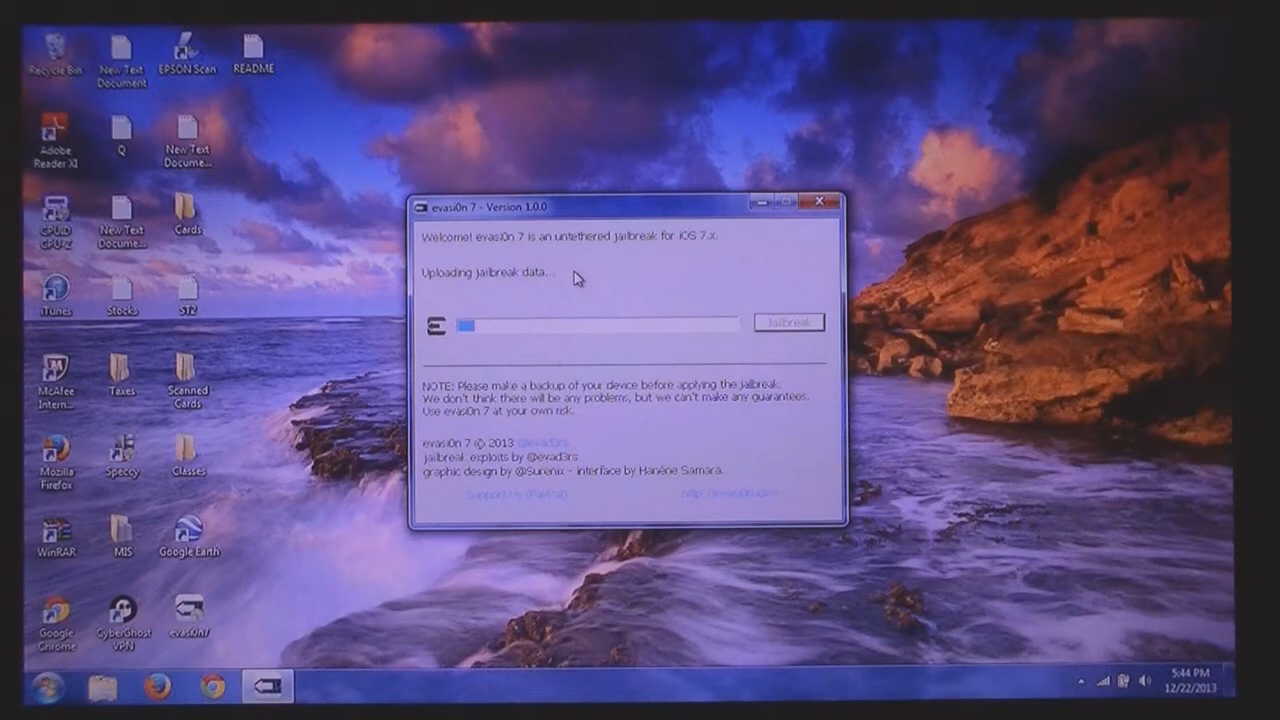 Recycle Bin
New Text
Document
EPSON Scan
README
Adobe
Reader XI
Q
New Text
Docume...
CPUID
CPU-Z
New Text
Docume...
Cards
iTunes
Stocks
ST2
McAfee
Intern...
Taxes
Scanned
Cards
Mozilla
Firefox
Speccy
Classes
WinRAR
MIS
Google Earth
Google
Chrome
CyberGhost
VPN
evasi0n7
evasi0n 7 - Version 1.0.0
Welcome! evasi0n 7 is an untethered jailbreak for iOS 7.x.
Uploading jailbreak data...
Jailbreak
NOTE: Please make a backup of your device before applying the jailbreak.
We don't think there will be any problems, but we can't make any guarantees.
Use evasi0n 7 at your own risk.
evasi0n 7 © 2013 @evad3rs
jailbreak exploits by @evad3rs
graphic design by @Surenix - interface by Hanéne Samara.
Support Us (PayPal)
5:44 PM
12/22/2013